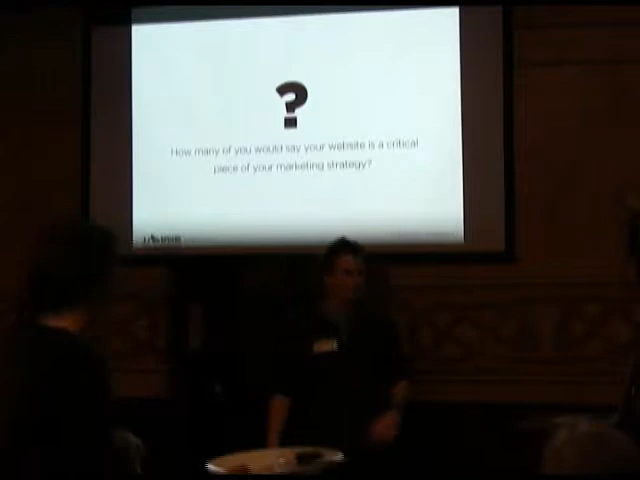 ?
How many of you would say your website is a critical
piece of your marketing strategy?